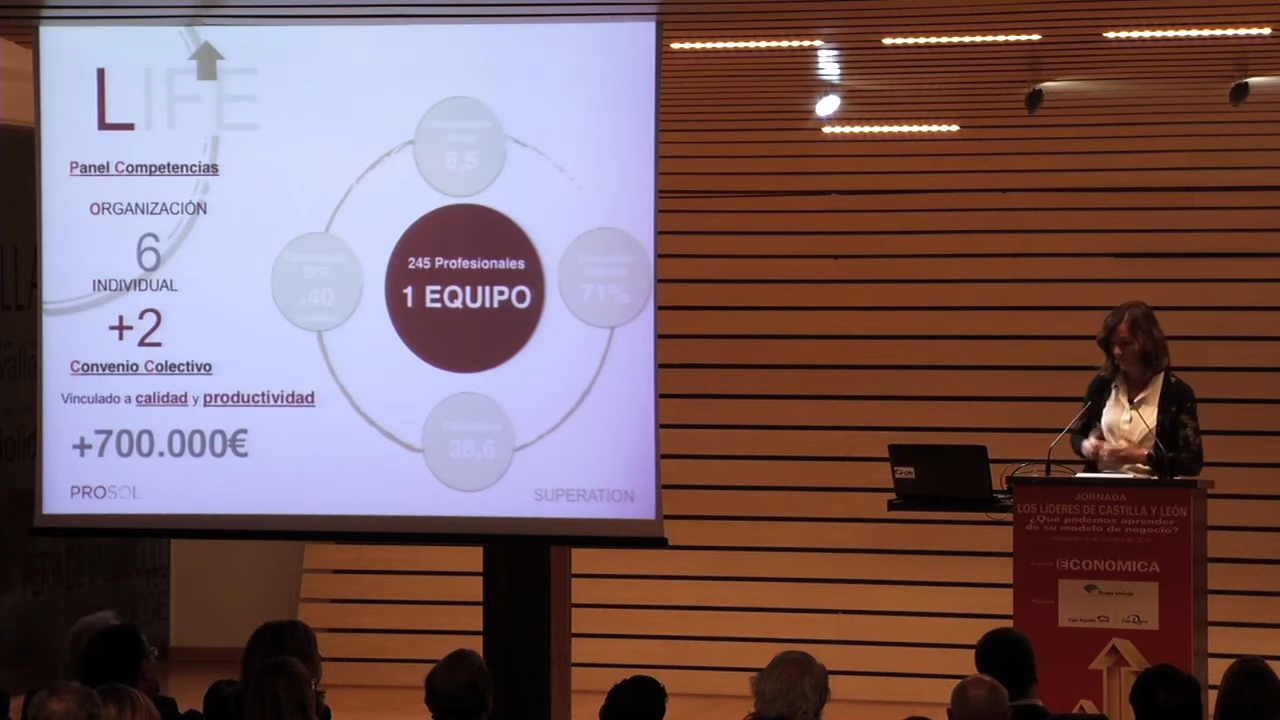 LIFE
Panel Competencias
ORGANIZACIÓN
6
INDIVIDUAL
+2
Convenio Colectivo
Vinculado a calidad y productividad
+700.000€
PROSOL
6.5
.40
245 Profesionales
1 EQUIPO
71%
36.6
SUPERATION
JORNADA
LOS LÍDERES DE CASTILLA Y LEÓN
¿Qué podemos aprender
de su modelo de negocio?
ECONÓMICA